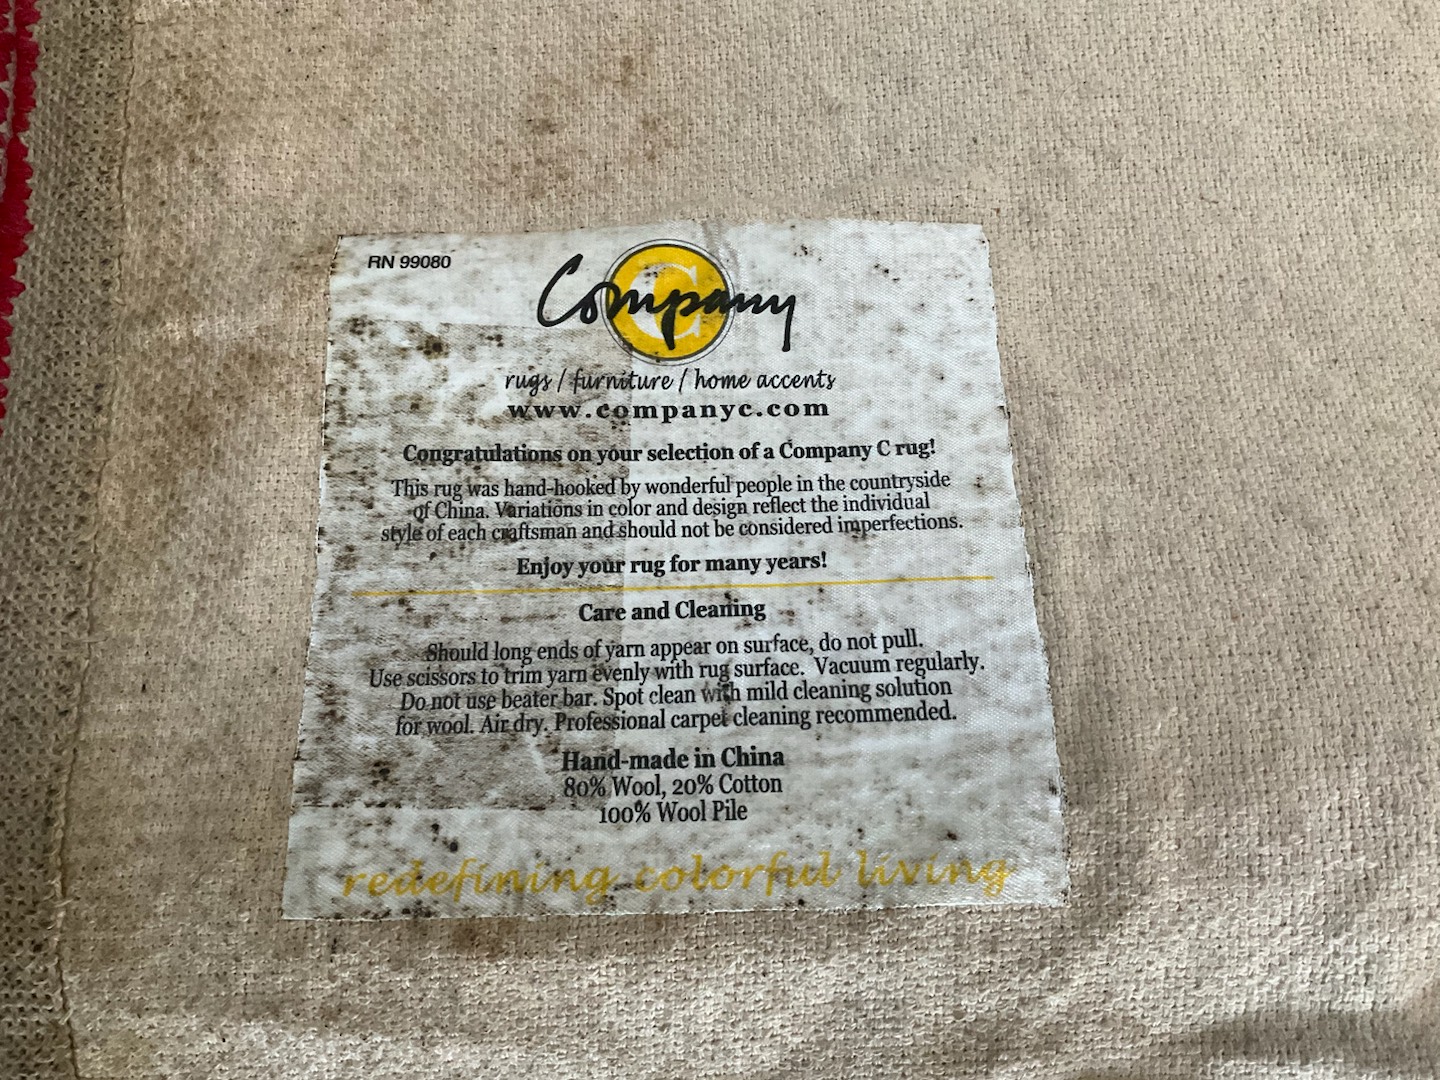 RN 99080
Company C
rugs / furniture / home accents
www.companyc.com
Congratulations on your selection of a Company C rug!
This rug was hand-hooked by wonderful people in the countryside
of China. Variations in color and design reflect the individual
style of each craftsman and should not be considered imperfections.
Enjoy your rug for many years!
Care and Cleaning
Should long ends of yarn appear on surface, do not pull.
Use scissors to trim yarn evenly with rug surface. Vacuum regularly.
Do not use beater bar. Spot clean with mild cleaning solution
for wool. Air dry. Professional carpet cleaning recommended.
Hand-made in China
80% Wool, 20% Cotton
100% Wool Pile
redefining colorful living